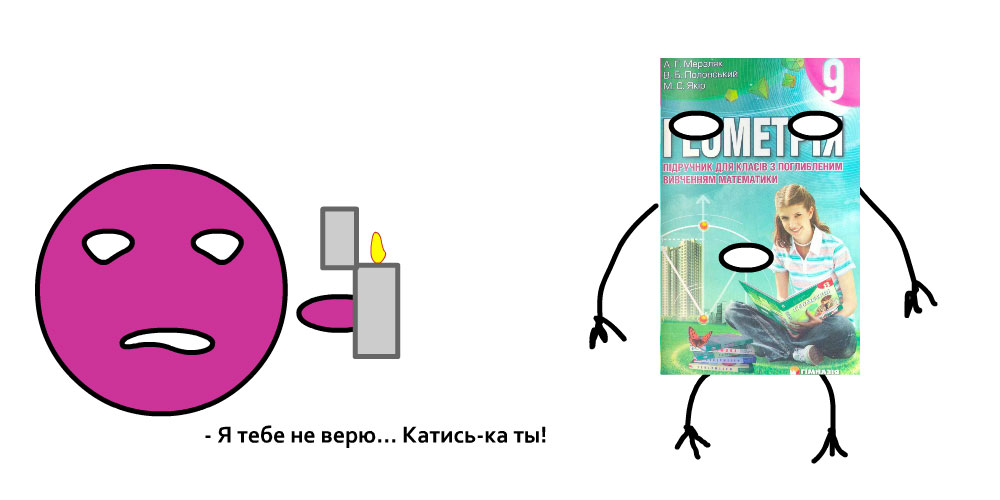 А. Г. Мерзляк
В. Б. Полонський
М. С. Якір
9
ГЕОМЕТРІЯ
ПІДРУЧНИК ДЛЯ КЛАСІВ З ПОГЛИБЛЕНИМ
ВИВЧЕННЯМ МАТЕМАТИКИ
ГІМНАЗІЯ
- Я тебе не верю... Катись-ка ты!